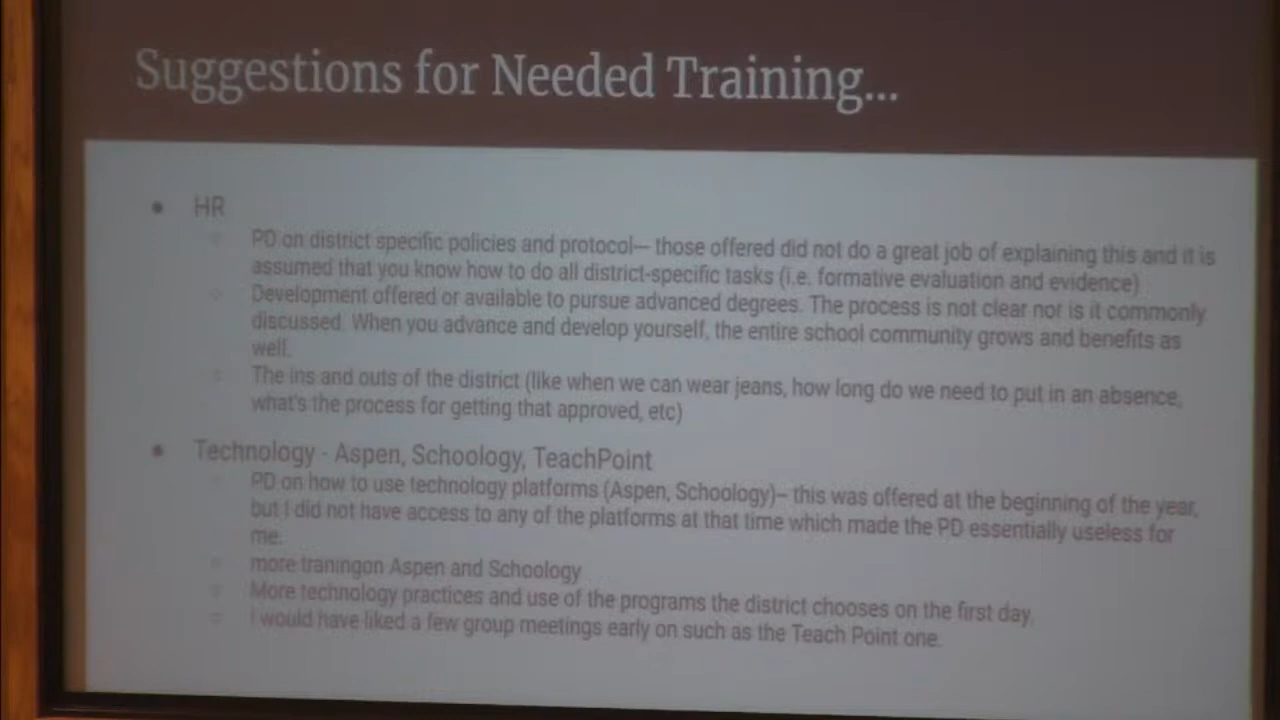 Suggestions for Needed Training...
● HR
○ PD on district specific policies and protocol— those offered did not do a great job of explaining this and it is
assumed that you know how to do all district-specific tasks (i.e. formative evaluation and evidence)
○ Development offered or available to pursue advanced degrees. The process is not clear nor is it commonly
discussed. When you advance and develop yourself, the entire school community grows and benefits as
well.
○ The ins and outs of the district (like when we can wear jeans, how long do we need to put in an absence,
what's the process for getting that approved, etc)
● Technology - Aspen, Schoology, TeachPoint
○ PD on how to use technology platforms (Aspen, Schoology)– this was offered at the beginning of the year,
but I did not have access to any of the platforms at that time which made the PD essentially useless for
me.
○ more traningon Aspen and Schoology
○ More technology practices and use of the programs the district chooses on the first day.
○ I would have liked a few group meetings early on such as the Teach Point one.